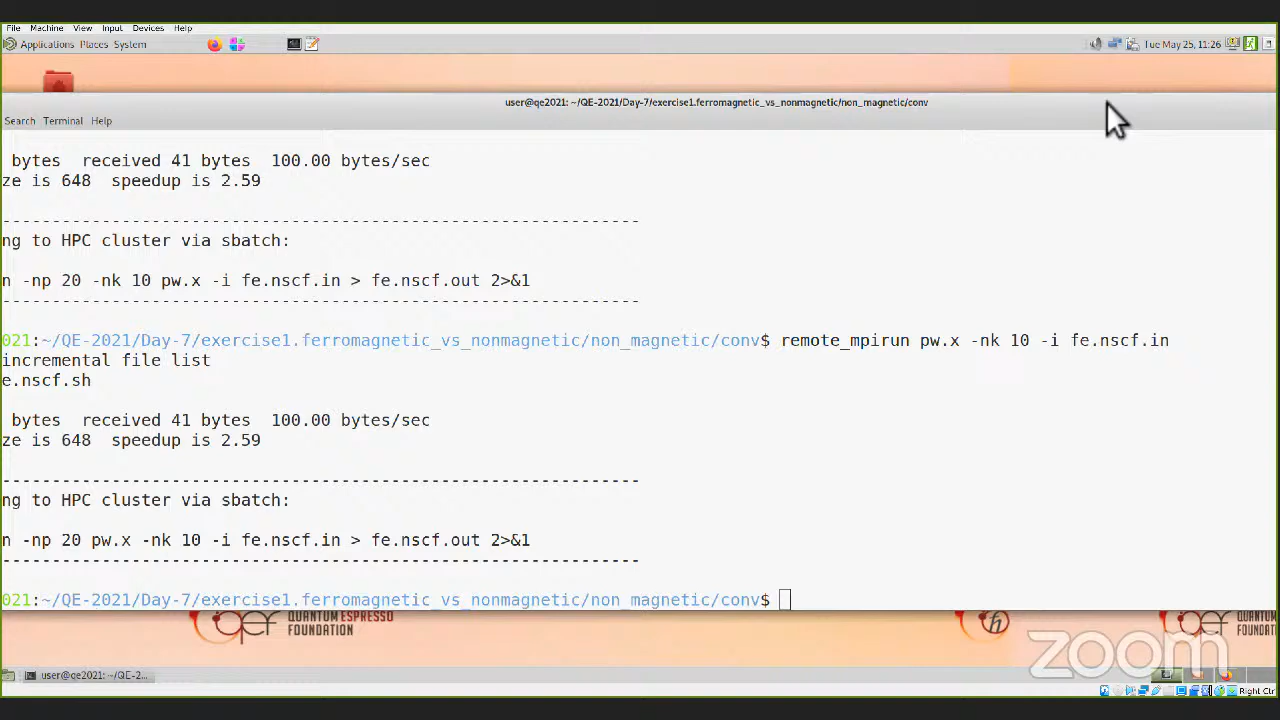 File Machine View Input Devices Help
Applications Places System
Tue May 25, 11:26
user@qe2021: ~/QE-2021/Day-7/exercise1.ferromagnetic_vs_nonmagnetic/non_magnetic/conv
Search Terminal Help
bytes received 41 bytes 100.00 bytes/sec
ze is 648 speedup is 2.59
----------------------------------------------------------------
ng to HPC cluster via sbatch:
n -np 20 -nk 10 pw.x -i fe.nscf.in > fe.nscf.out 2>&1
----------------------------------------------------------------
021:~/QE-2021/Day-7/exercise1.ferromagnetic_vs_nonmagnetic/non_magnetic/conv$ remote_mpirun pw.x -nk 10 -i fe.nscf.in
incremental file list
e.nscf.sh
bytes received 41 bytes 100.00 bytes/sec
ze is 648 speedup is 2.59
----------------------------------------------------------------
ng to HPC cluster via sbatch:
n -np 20 pw.x -nk 10 -i fe.nscf.in > fe.nscf.out 2>&1
----------------------------------------------------------------
021:~/QE-2021/Day-7/exercise1.ferromagnetic_vs_nonmagnetic/non_magnetic/conv$
QUANTUM ESPRESSO
FOUNDATION
QUANTUM
FOUNDAT
zoom
user@qe2021: ~/QE-2...
Right Ctr